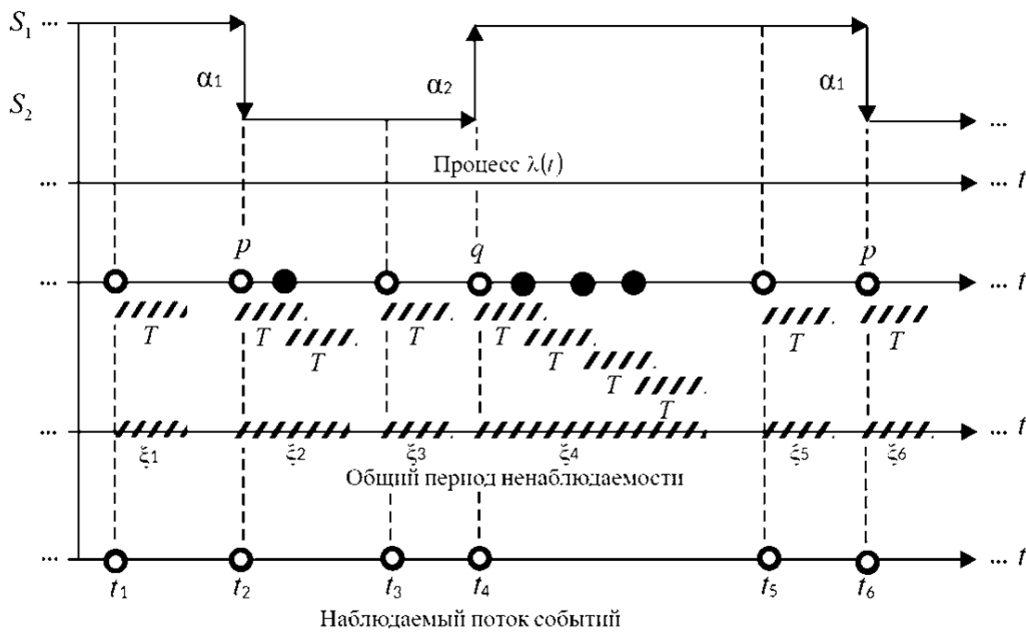 S₁ ...
α₁ α₂ α₁
S₂ ... ...
Процесс λ(t)
... ... t
p q p
... ... t
T T T T T T
T T
T
T
... ... t
ξ₁ ξ₂ ξ₃ ξ₄ ξ₅ ξ₆
Общий период ненаблюдаемости
... ... t
t₁ t₂ t₃ t₄ t₅ t₆
Наблюдаемый поток событий